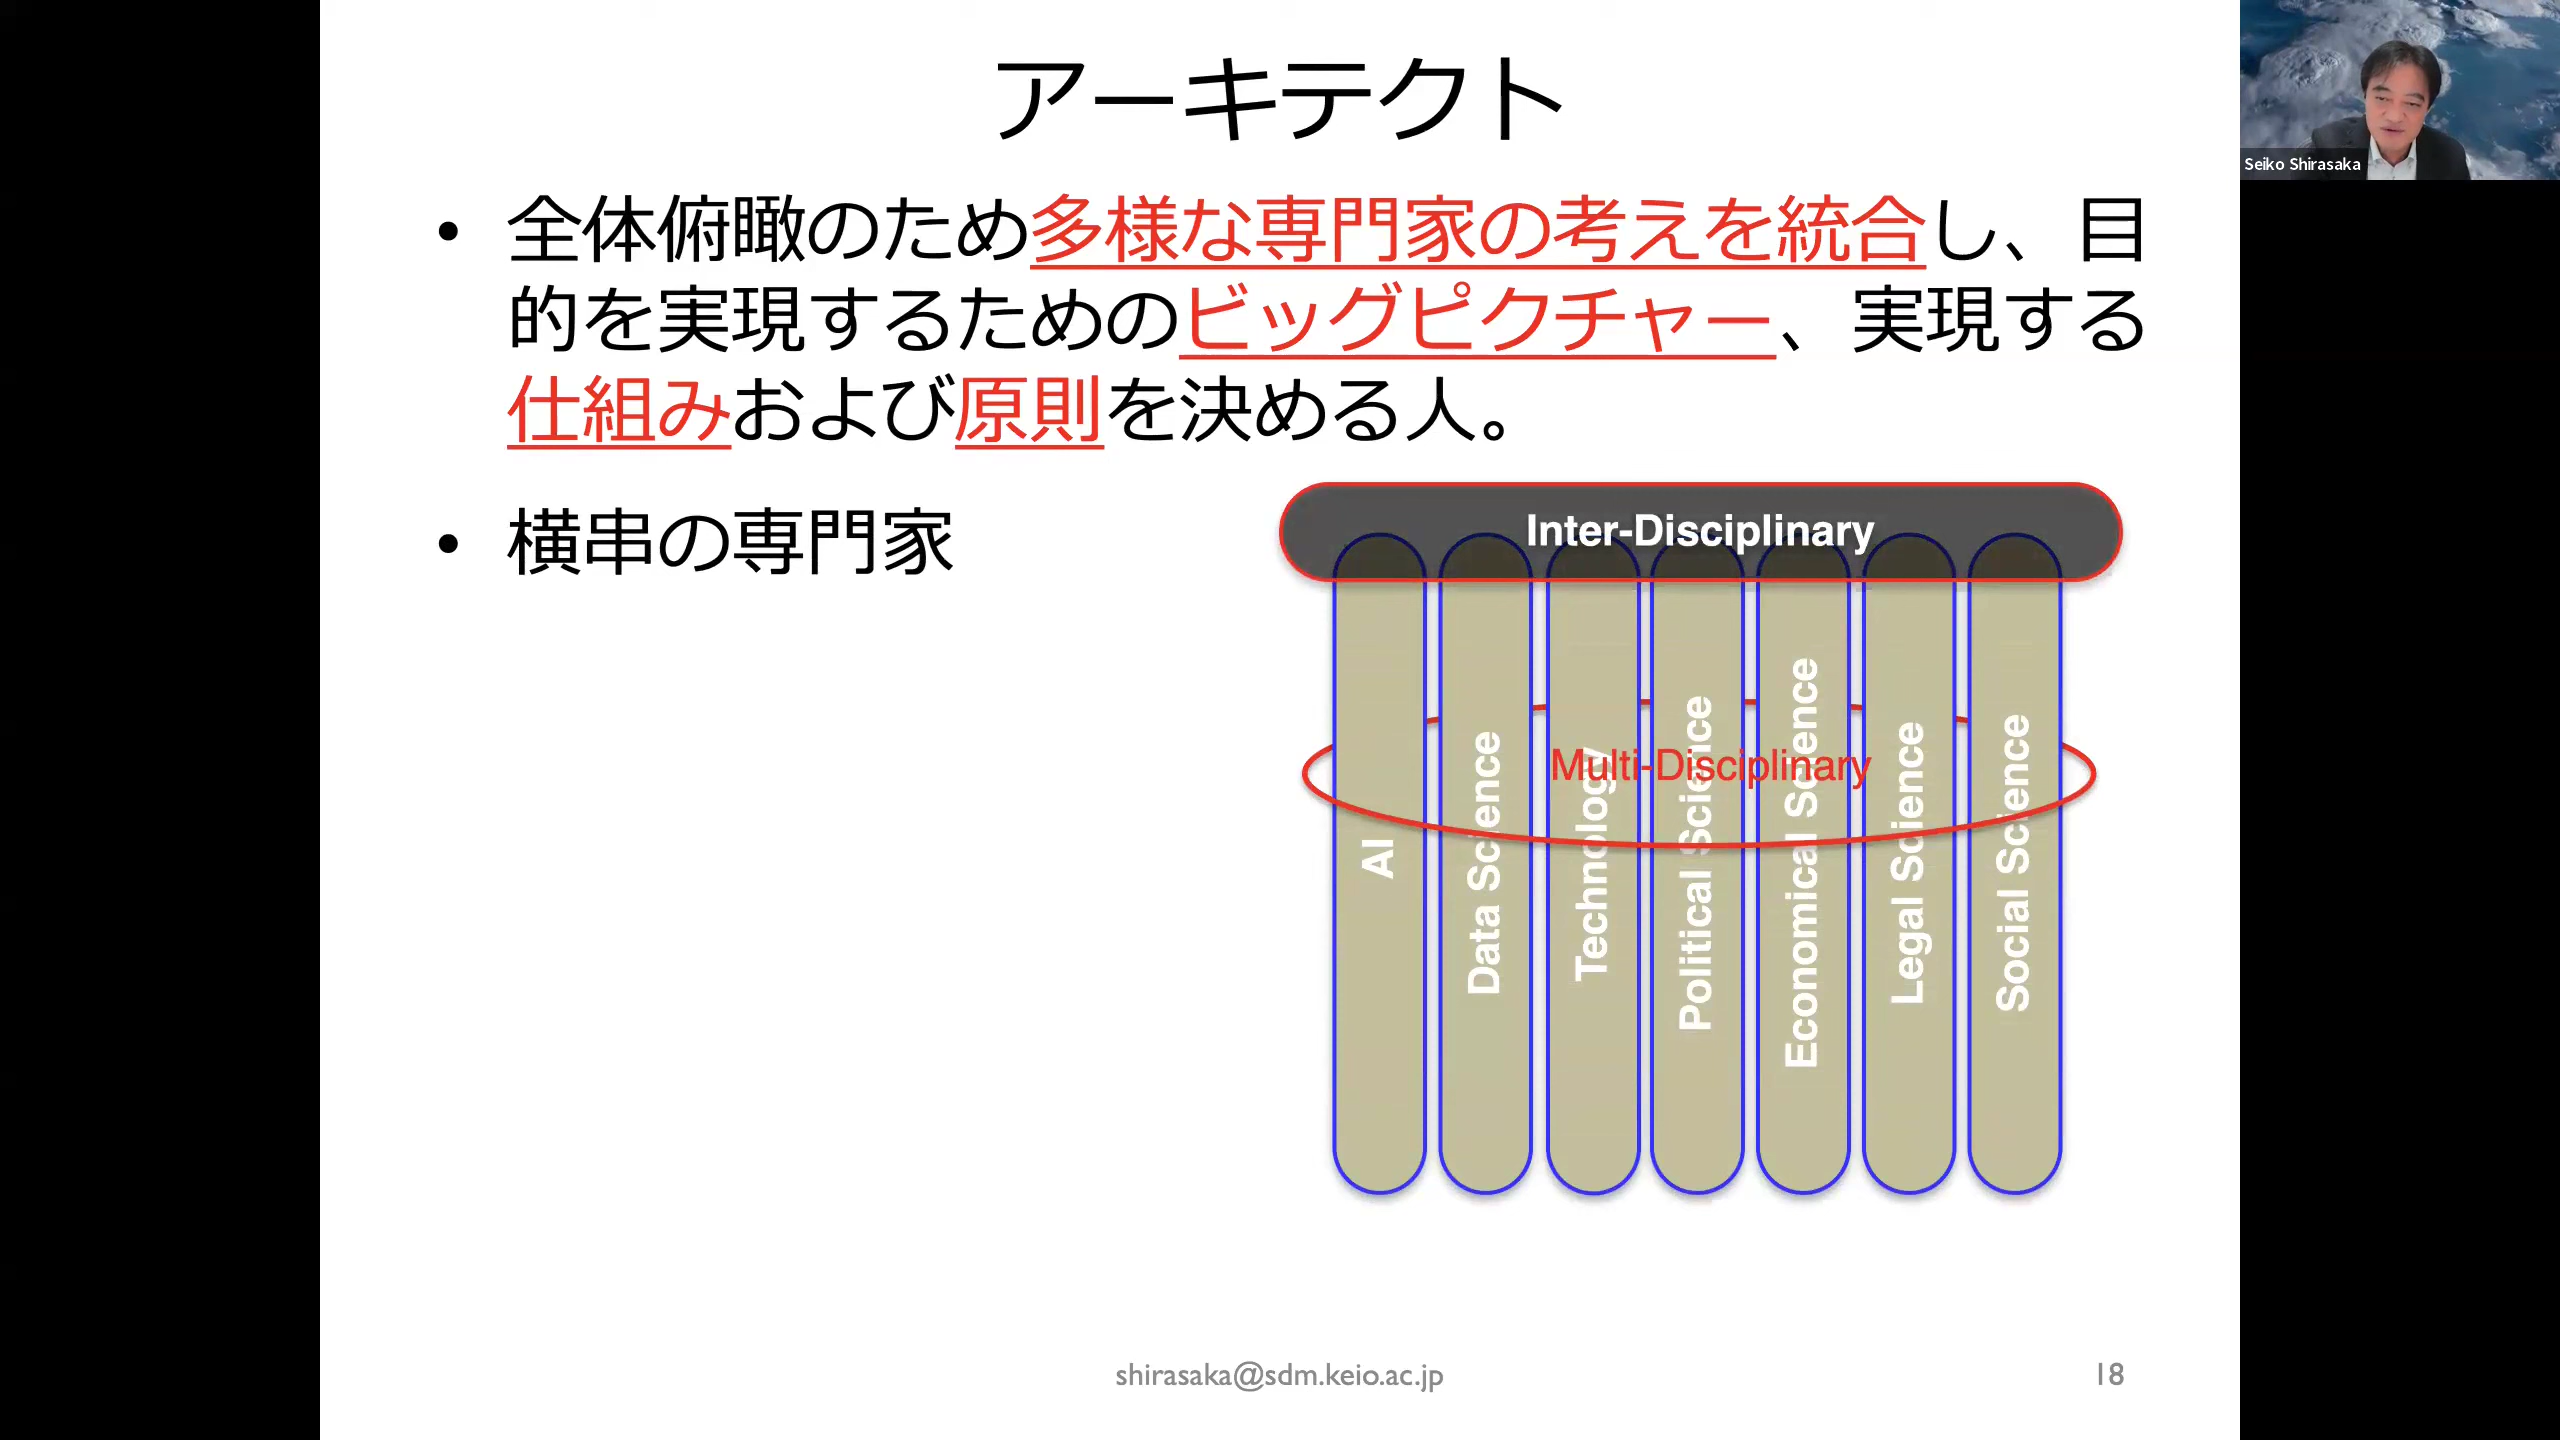 アーキテクト
Seiko Shirasaka
• 全体俯瞰のため多様な専門家の考えを統合し、目
的を実現するためのビッグピクチャー、実現する
仕組みおよび原則を決める人。
• 横串の専門家
Inter-Disciplinary
Multi-Disciplinary
AI
Data Science
Technology
Political Science
Economical Science
Legal Science
Social Science
shirasaka@sdm.keio.ac.jp
18